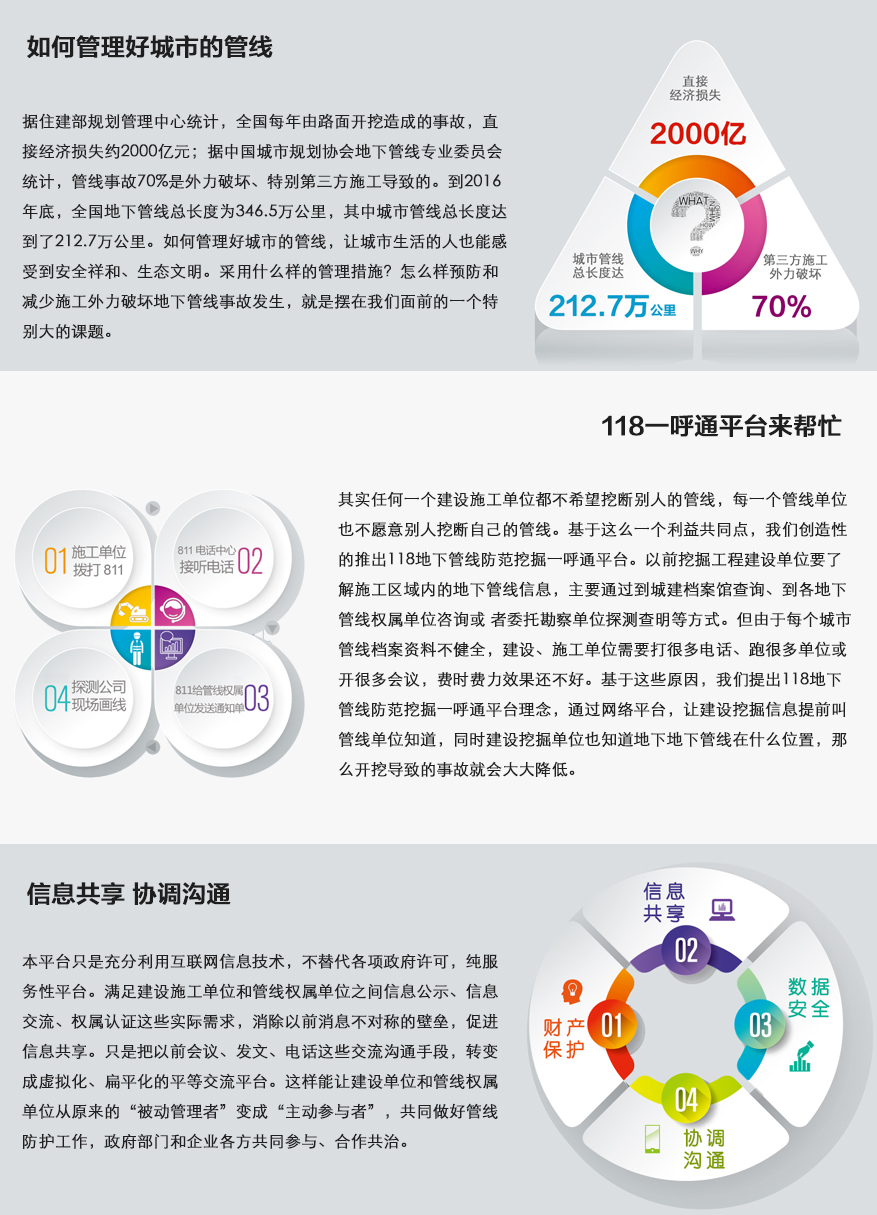 如何管理好城市的管线
据住建部规划管理中心统计，全国每年由路面开挖造成的事故，直
接经济损失约2000亿元；据中国城市规划协会地下管线专业委员会
统计，管线事故70%是外力破坏、特别第三方施工导致的。到2016
年底，全国地下管线总长度为346.5万公里，其中城市管线总长度达
到了212.7万公里。如何管理好城市的管线，让城市生活的人也能感
受到安全祥和、生态文明。采用什么样的管理措施？怎么样预防和
减少施工外力破坏地下管线事故发生，就是摆在我们面前的一个特
别大的课题。
直接
经济损失
2000亿
WHAT
WHY
城市管线
总长度达
212.7万公里
第三方施工
外力破坏
70%
118一呼通平台来帮忙
01 施工单位
拨打 811
811 电话中心
接听电话 02
04 探测公司
现场画线
811给管线权属
单位发送通知单 03
其实任何一个建设施工单位都不希望挖断别人的管线，每一个管线单位
也不愿意别人挖断自己的管线。基于这么一个利益共同点，我们创造性
的推出118地下管线防范挖掘一呼通平台。以前挖掘工程建设单位要了
解施工区域内的地下管线信息，主要通过到城建档案馆查询、到各地下
管线权属单位咨询或 者委托勘察单位探测查明等方式。但由于每个城市
管线档案资料不健全，建设、施工单位需要打很多电话、跑很多单位或
开很多会议，费时费力效果还不好。基于这些原因，我们提出118地下
管线防范挖掘一呼通平台理念，通过网络平台，让建设挖掘信息提前叫
管线单位知道，同时建设挖掘单位也知道地下地下管线在什么位置，那
么开挖导致的事故就会大大降低。
信息共享 协调沟通
本平台只是充分利用互联网信息技术，不替代各项政府许可，纯服
务性平台。满足建设施工单位和管线权属单位之间信息公示、信息
交流、权属认证这些实际需求，消除以前消息不对称的壁垒，促进
信息共享。只是把以前会议、发文、电话这些交流沟通手段，转变
成虚拟化、扁平化的平等交流平台。这样能让建设单位和管线权属
单位从原来的“被动管理者”变成“主动参与者”，共同做好管线
防护工作，政府部门和企业各方共同参与、合作共治。
信息
共享
02
财产
保护
01
数据
安全
03
04
协调
沟通